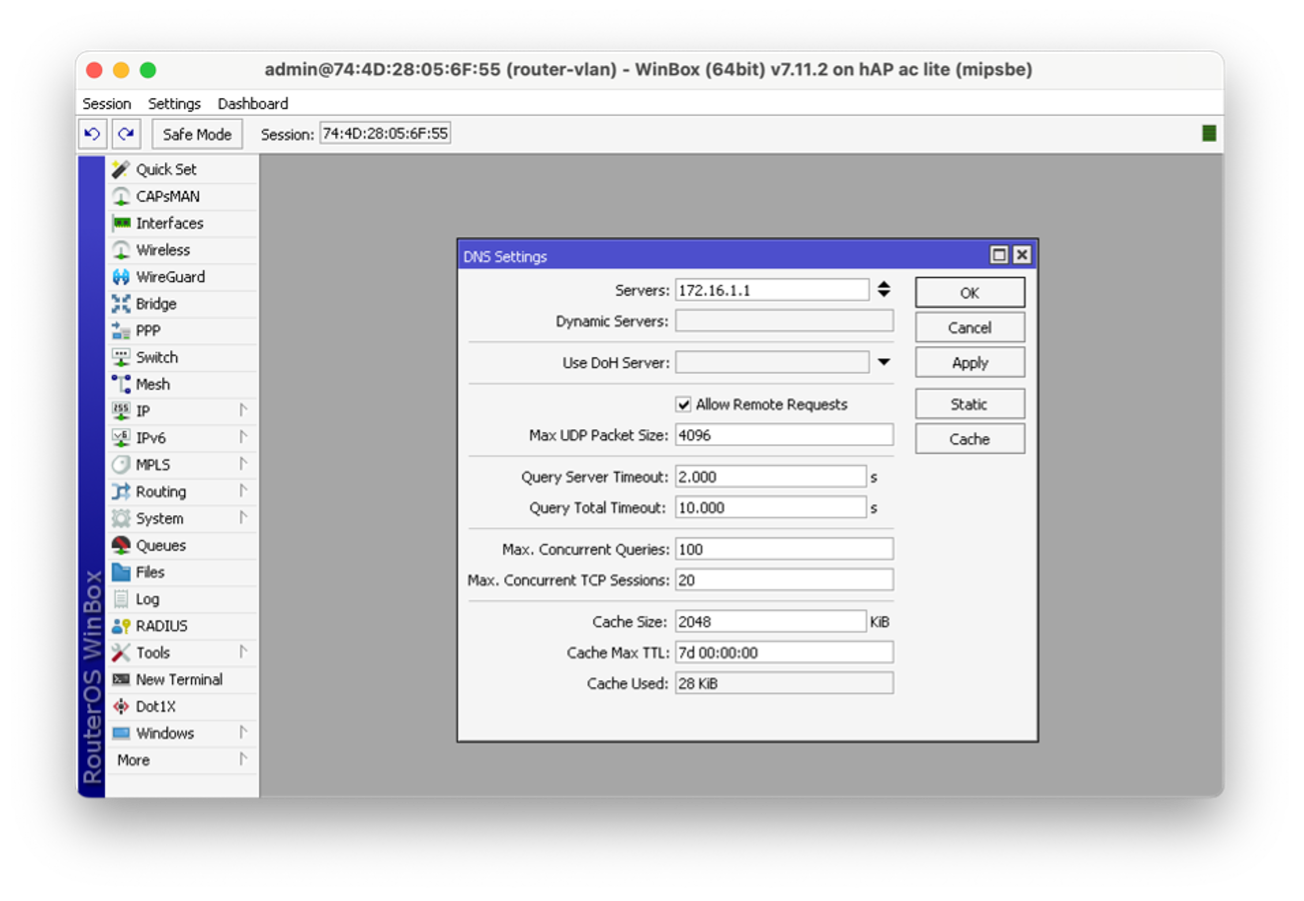 admin@74:4D:28:05:6F:55 (router-vlan) - WinBox (64bit) v7.11.2 on hAP ac lite (mipsbe)
Session Settings Dashboard
Safe Mode Session: 74:4D:28:05:6F:55
Quick Set
CAPsMAN
Interfaces
Wireless
WireGuard
Bridge
PPP
Switch
Mesh
IP
IPv6
MPLS
Routing
System
Queues
Files
Log
RADIUS
Tools
New Terminal
Dot1X
Windows
More
RouterOS WinBox
DNS Settings
Servers: 172.16.1.1
Dynamic Servers:
Use DoH Server:
Allow Remote Requests
Max UDP Packet Size: 4096
Query Server Timeout: 2.000 s
Query Total Timeout: 10.000 s
Max. Concurrent Queries: 100
Max. Concurrent TCP Sessions: 20
Cache Size: 2048 KiB
Cache Max TTL: 7d 00:00:00
Cache Used: 28 KiB
OK
Cancel
Apply
Static
Cache